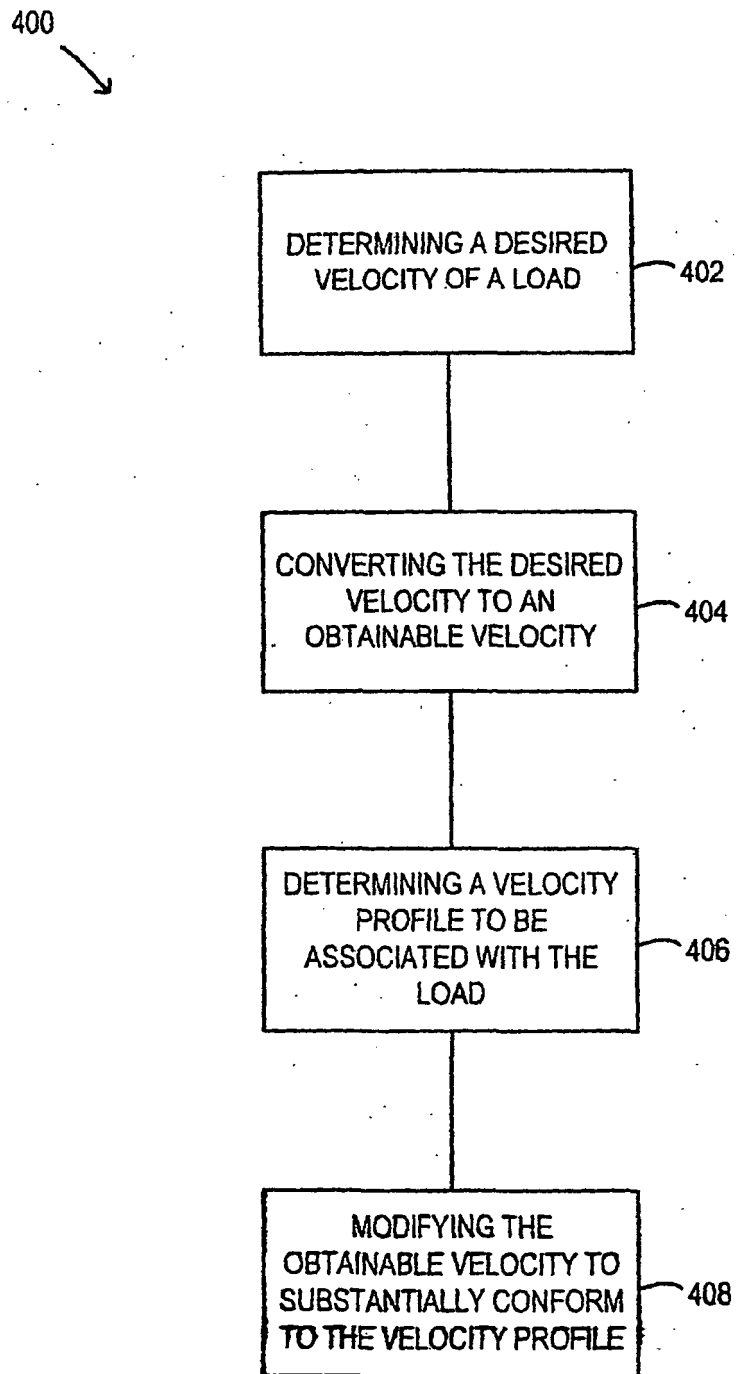 400
DETERMINING A DESIRED
VELOCITY OF A LOAD
402
CONVERTING THE DESIRED
VELOCITY TO AN
OBTAINABLE VELOCITY
404
DETERMINING A VELOCITY
PROFILE TO BE
ASSOCIATED WITH THE
LOAD
406
MODIFYING THE
OBTAINABLE VELOCITY TO
SUBSTANTIALLY CONFORM
TO THE VELOCITY PROFILE
408